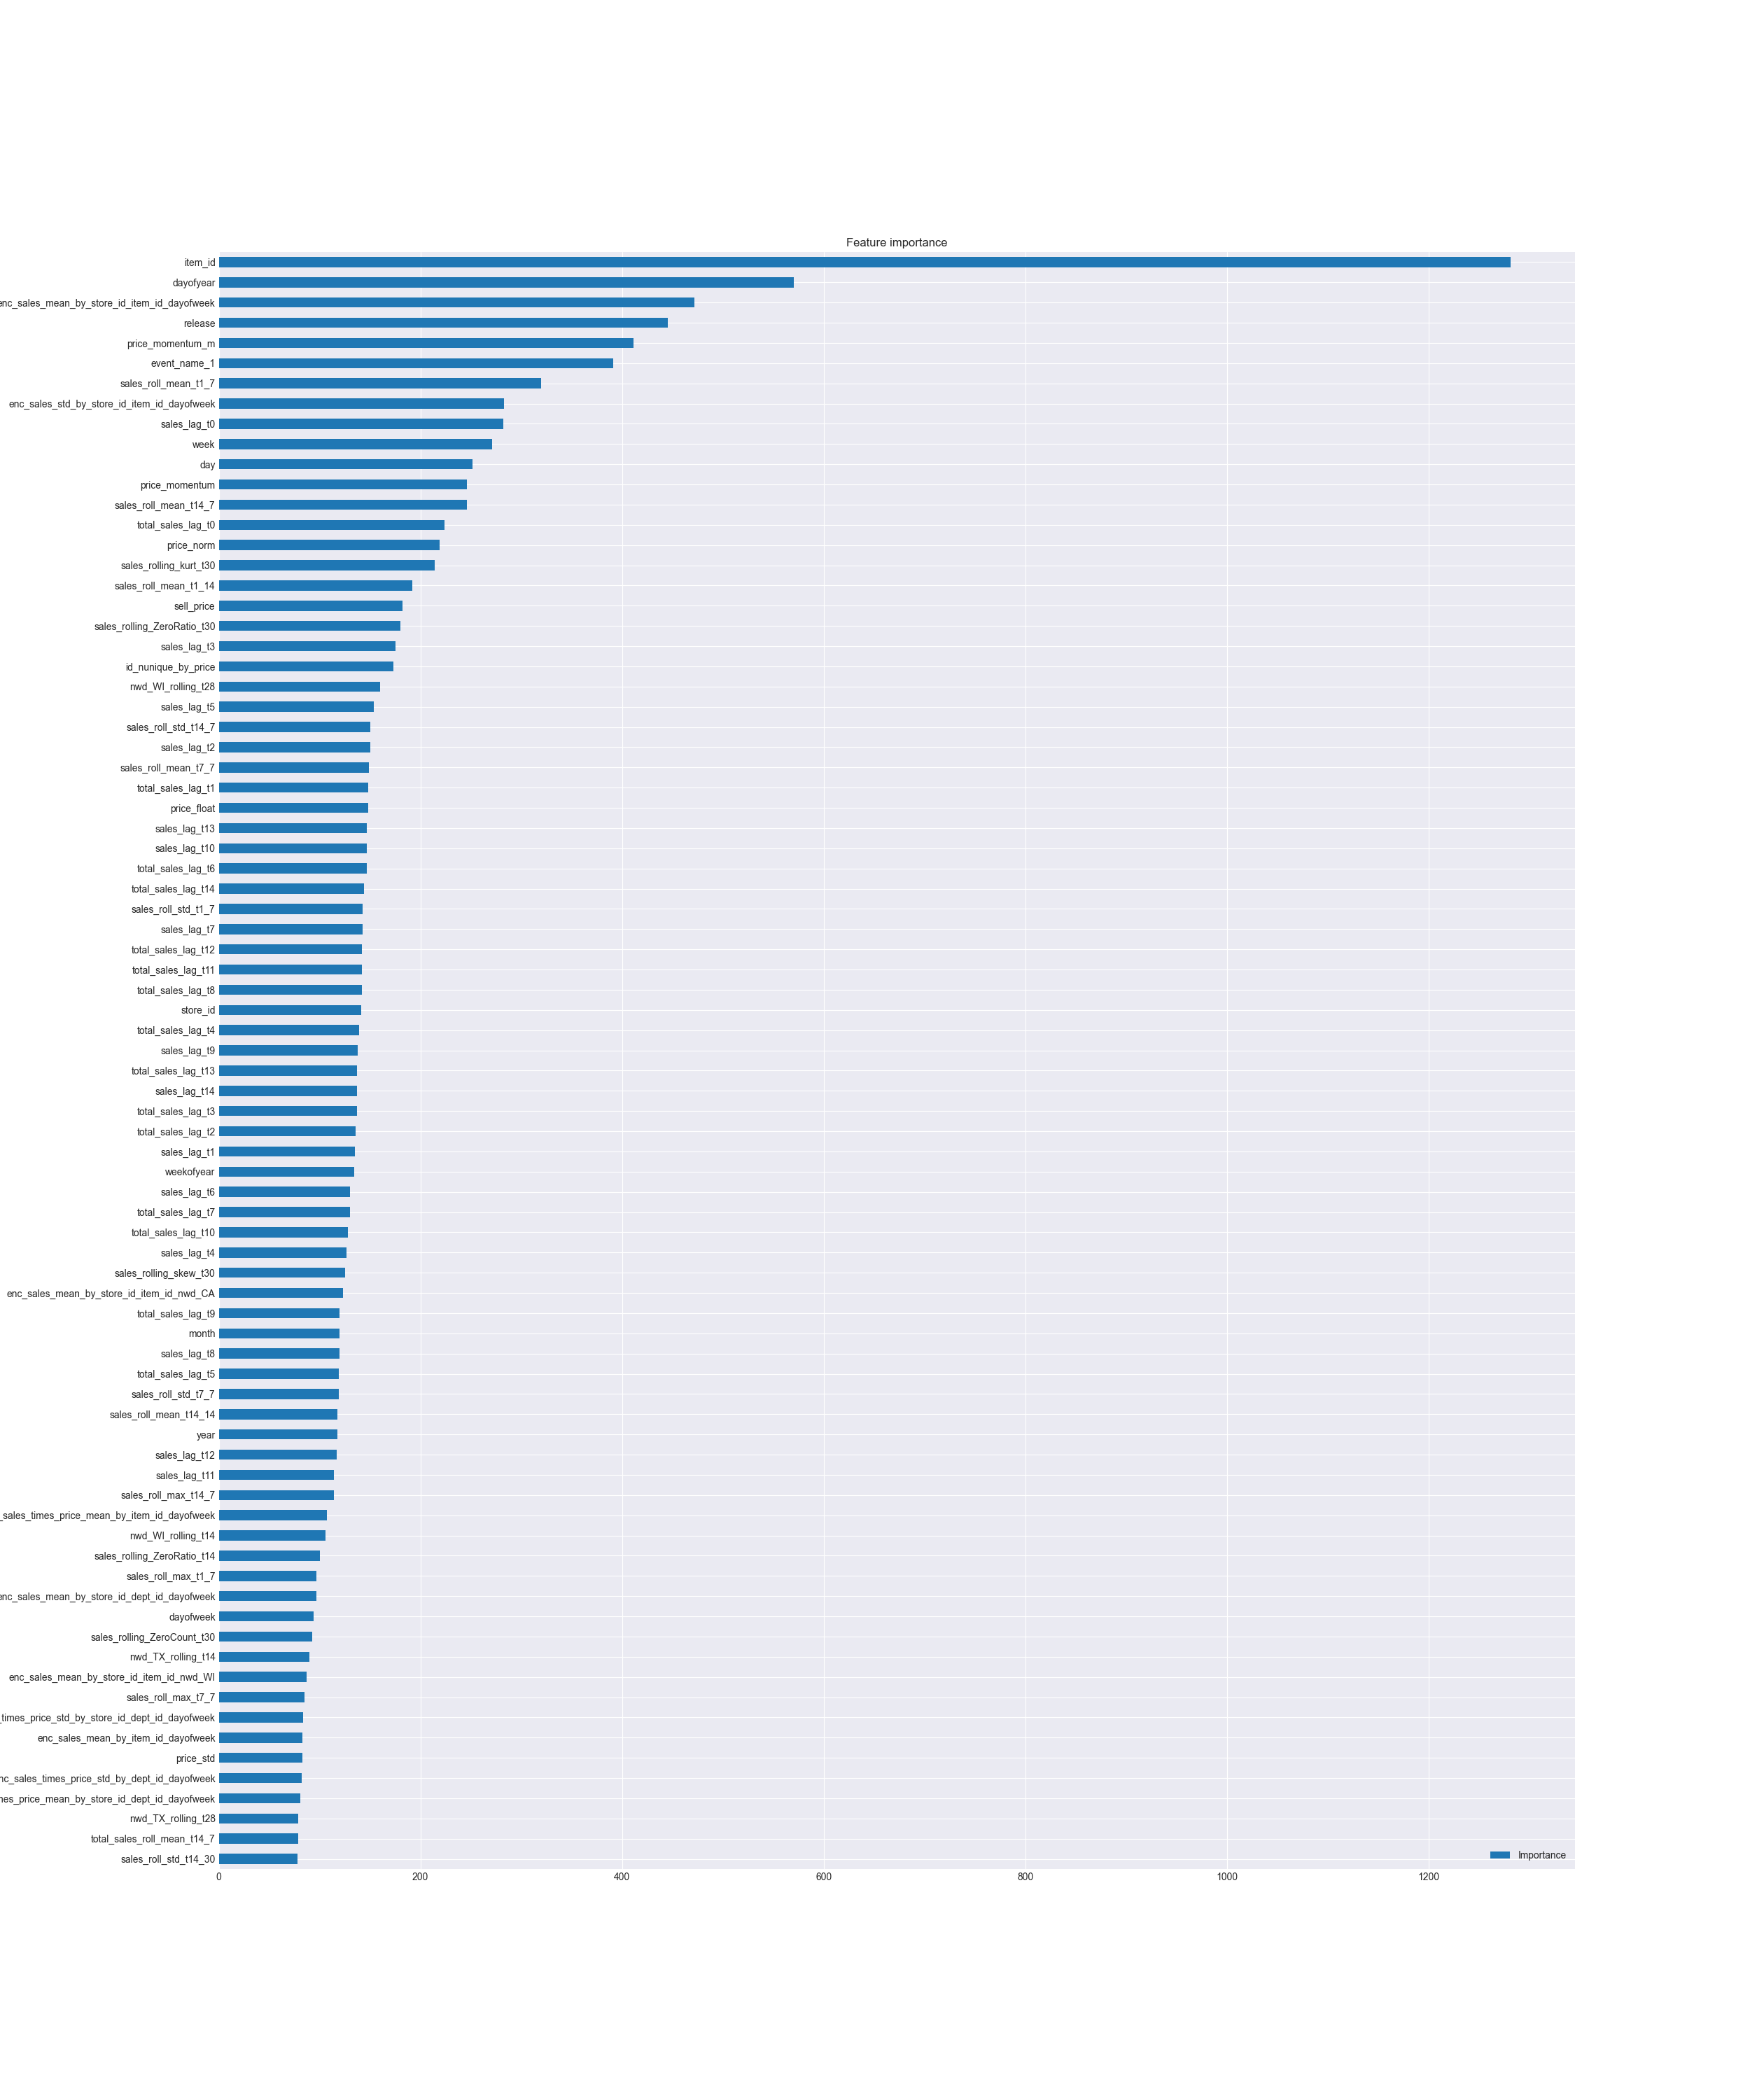 Feature importance
item_id
dayofyear
enc_sales_mean_by_store_id_item_id_dayofweek
release
price_momentum_m
event_name_1
sales_roll_mean_t1_7
enc_sales_std_by_store_id_item_id_dayofweek
sales_lag_t0
week
day
price_momentum
sales_roll_mean_t14_7
total_sales_lag_t0
price_norm
sales_rolling_kurt_t30
sales_roll_mean_t1_14
sell_price
sales_rolling_ZeroRatio_t30
sales_lag_t3
id_nunique_by_price
nwd_WI_rolling_t28
sales_lag_t5
sales_roll_std_t14_7
sales_lag_t2
sales_roll_mean_t7_7
total_sales_lag_t1
price_float
sales_lag_t13
sales_lag_t10
total_sales_lag_t6
total_sales_lag_t14
sales_roll_std_t1_7
sales_lag_t7
total_sales_lag_t12
total_sales_lag_t11
total_sales_lag_t8
store_id
total_sales_lag_t4
sales_lag_t9
total_sales_lag_t13
sales_lag_t14
total_sales_lag_t3
total_sales_lag_t2
sales_lag_t1
weekofyear
sales_lag_t6
total_sales_lag_t7
total_sales_lag_t10
sales_lag_t4
sales_rolling_skew_t30
enc_sales_mean_by_store_id_item_id_nwd_CA
total_sales_lag_t9
month
sales_lag_t8
total_sales_lag_t5
sales_roll_std_t7_7
sales_roll_mean_t14_14
year
sales_lag_t12
sales_lag_t11
sales_roll_max_t14_7
_sales_times_price_mean_by_item_id_dayofweek
nwd_WI_rolling_t14
sales_rolling_ZeroRatio_t14
sales_roll_max_t1_7
enc_sales_mean_by_store_id_dept_id_dayofweek
dayofweek
sales_rolling_ZeroCount_t30
nwd_TX_rolling_t14
enc_sales_mean_by_store_id_item_id_nwd_WI
sales_roll_max_t7_7
_times_price_std_by_store_id_dept_id_dayofweek
enc_sales_mean_by_item_id_dayofweek
price_std
nc_sales_times_price_std_by_dept_id_dayofweek
mes_price_mean_by_store_id_dept_id_dayofweek
nwd_TX_rolling_t28
total_sales_roll_mean_t14_7
sales_roll_std_t14_30
Importance
0 200 400 600 800 1000 1200